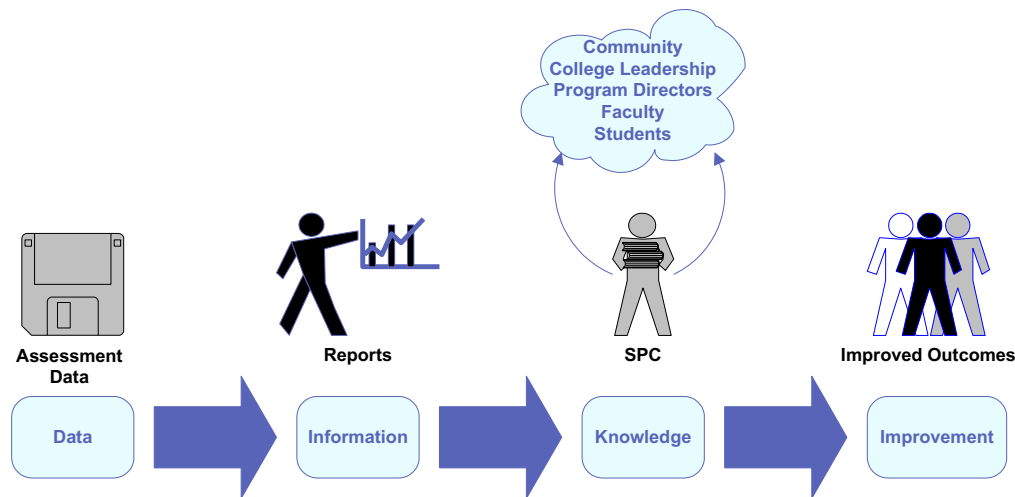 Community
College Leadership
Program Directors
Faculty
Students
Assessment
Data
Reports
SPC
Improved Outcomes
Data
Information
Knowledge
Improvement